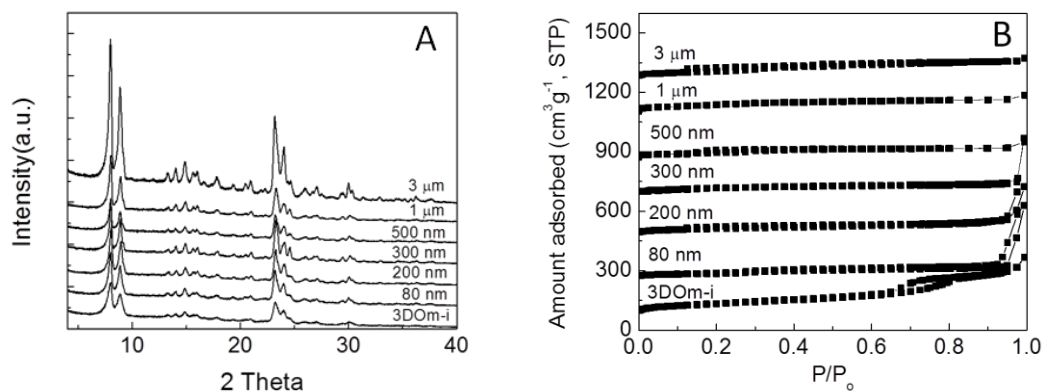 A
Intensity(a.u.)
3 μm
1 μm
500 nm
300 nm
200 nm
80 nm
3DOm-i
10 20 30 40
2 Theta
B
Amount adsorbed (cm³g⁻¹, STP)
1500
1200
900
600
300
0
3 μm
1 μm
500 nm
300 nm
200 nm
80 nm
3DOm-i
0.0 0.2 0.4 0.6 0.8 1.0
P/Pₒ